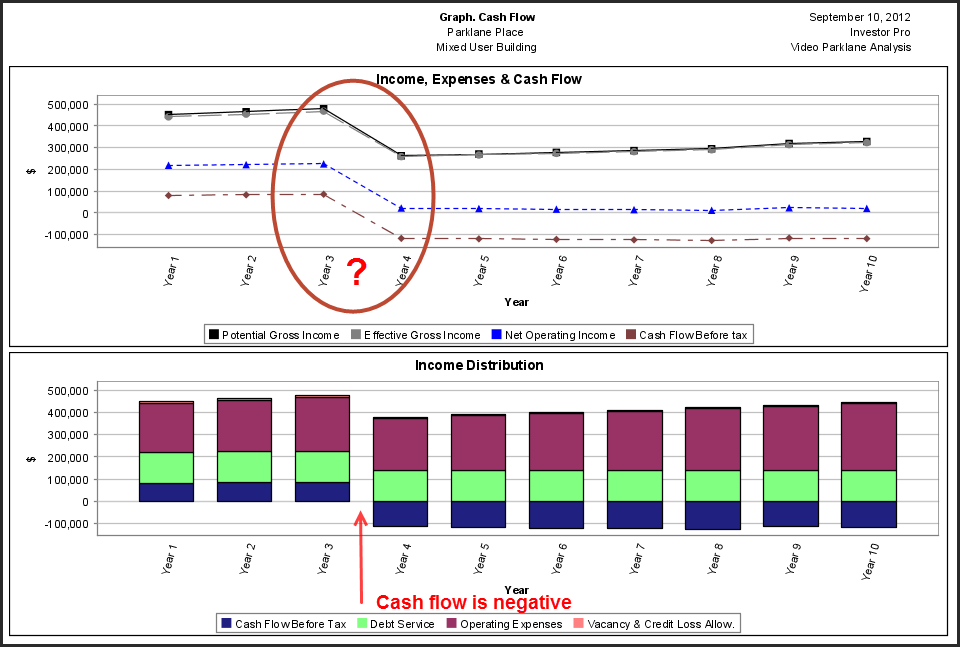 Graph. Cash Flow
September 10, 2012
Parklane Place
Investor Pro
Mixed User Building
Video Parklane Analysis
Income, Expenses & Cash Flow
500,000
400,000
300,000
200,000
100,000
0
-100,000
$
Year 1
Year 2
Year 3
Year 4
Year 5
Year 6
Year 7
Year 8
Year 9
Year 10
?
Year
Potential Gross Income Effective Gross Income Net Operating Income Cash Flow Before tax
Income Distribution
500,000
400,000
300,000
200,000
100,000
0
-100,000
$
Year 1
Year 2
Year 3
Year 4
Year 5
Year 6
Year 7
Year 8
Year 9
Year 10
Year
Cash flow is negative
Cash Flow Before Tax Debt Service Operating Expenses Vacancy & Credit Loss Allow.